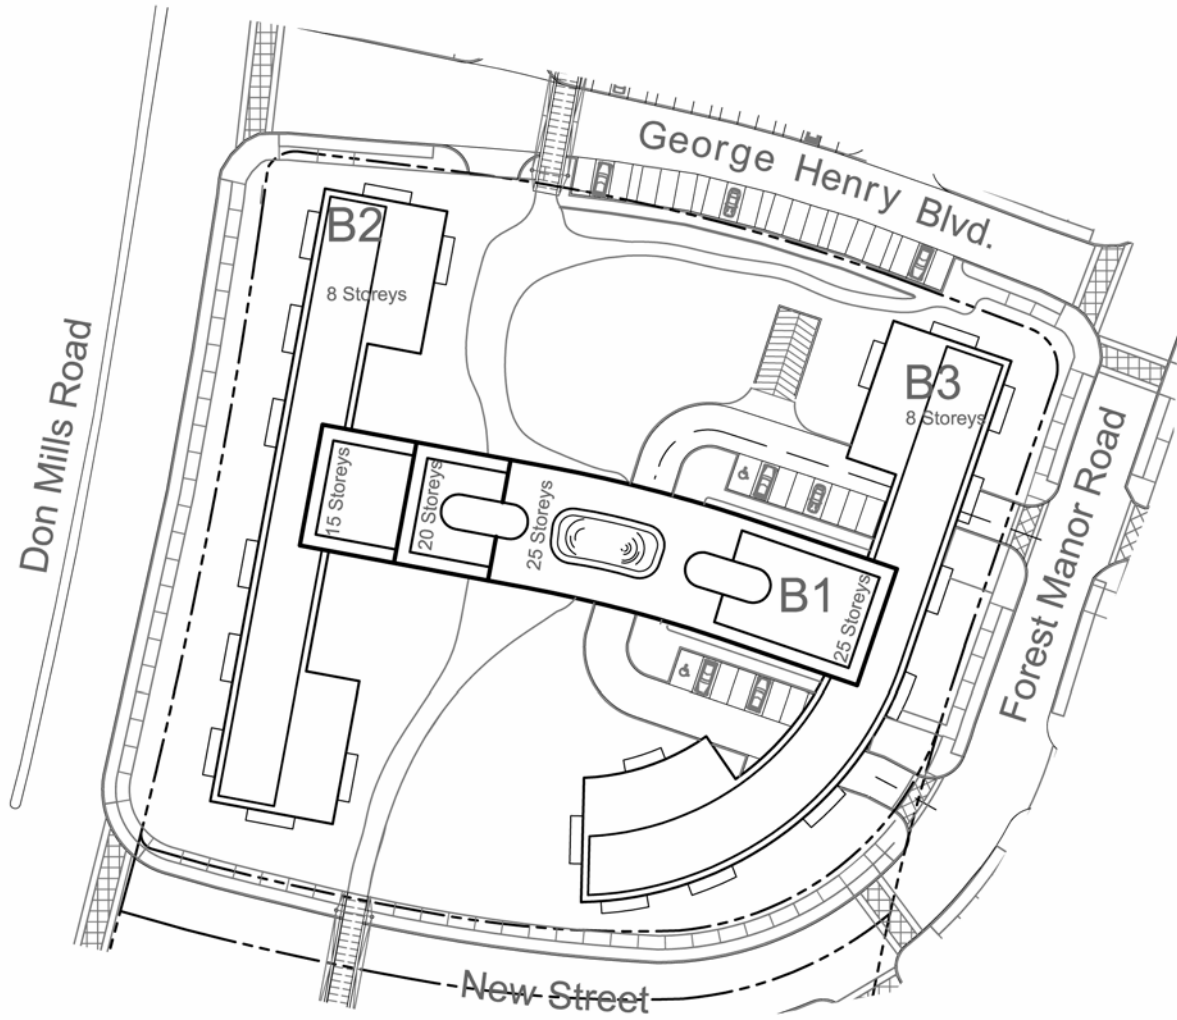 George Henry Blvd.
B2
8 Storeys
B3
8 Storeys
Don Mills Road
15 Storeys
20 Storeys
25 Storeys
B1
25 Storeys
Forest Manor Road
New Street